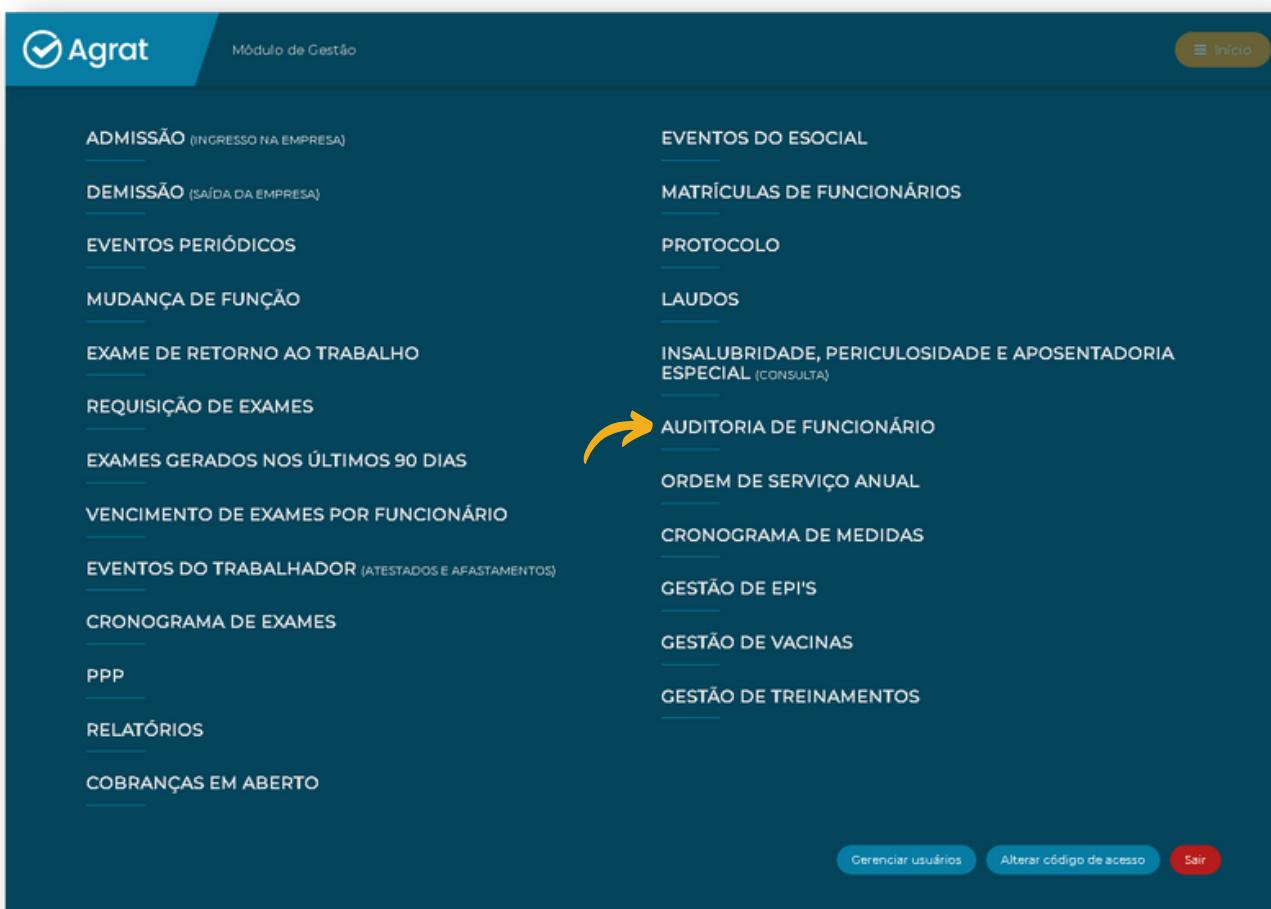 Agrat
Módulo de Gestão
Início
ADMISSÃO (INGRESSO NA EMPRESA)
DEMISSÃO (SAÍDA DA EMPRESA)
EVENTOS PERIÓDICOS
MUDANÇA DE FUNÇÃO
EXAME DE RETORNO AO TRABALHO
REQUISIÇÃO DE EXAMES
EXAMES GERADOS NOS ÚLTIMOS 90 DIAS
VENCIMENTO DE EXAMES POR FUNCIONÁRIO
EVENTOS DO TRABALHADOR (ATESTADOS E AFASTAMENTOS)
CRONOGRAMA DE EXAMES
PPP
RELATÓRIOS
COBRANÇAS EM ABERTO
EVENTOS DO ESOCIAL
MATRÍCULAS DE FUNCIONÁRIOS
PROTOCOLO
LAUDOS
INSALUBRIDADE, PERICULOSIDADE E APOSENTADORIA
ESPECIAL (CONSULTA)
AUDITORIA DE FUNCIONÁRIO
ORDEM DE SERVIÇO ANUAL
CRONOGRAMA DE MEDIDAS
GESTÃO DE EPI'S
GESTÃO DE VACINAS
GESTÃO DE TREINAMENTOS
Gerenciar usuários
Alterar código de acesso
Sair